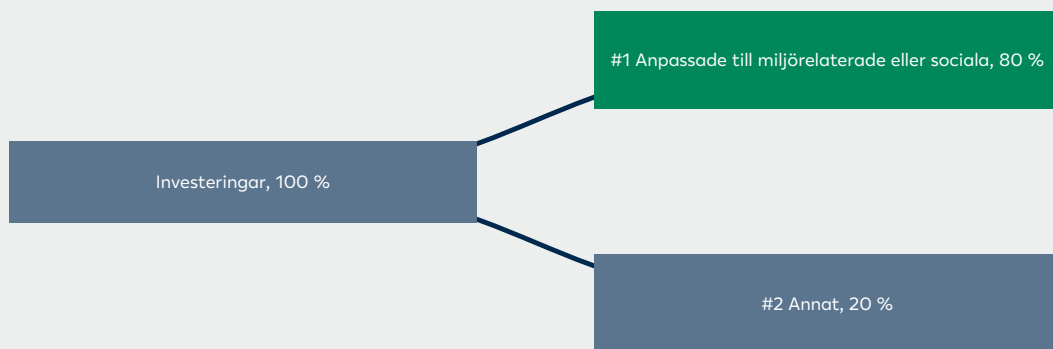 #1 Anpassade till miljörelaterade eller sociala, 80 %
Investeringar, 100 %
#2 Annat, 20 %